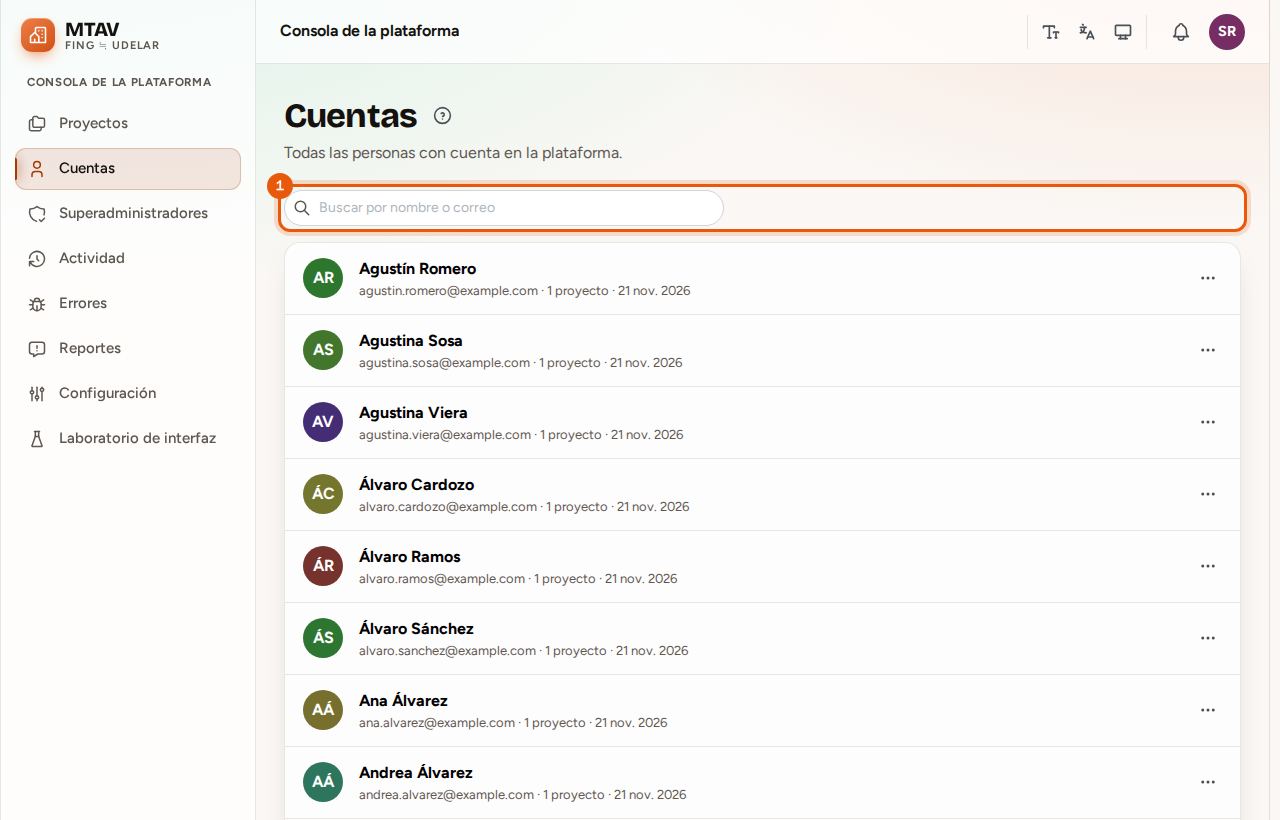 MTAV
FING ≒ UDELAR
CONSOLA DE LA PLATAFORMA
Proyectos
Cuentas
Superadministradores
Actividad
Errores
Reportes
Configuración
Laboratorio de interfaz
Consola de la plataforma
SR
Cuentas
Todas las personas con cuenta en la plataforma.
1
Buscar por nombre o correo
AR
Agustín Romero
agustin.romero@example.com · 1 proyecto · 21 nov. 2026
AS
Agustina Sosa
agustina.sosa@example.com · 1 proyecto · 21 nov. 2026
AV
Agustina Viera
agustina.viera@example.com · 1 proyecto · 21 nov. 2026
ÁC
Álvaro Cardozo
alvaro.cardozo@example.com · 1 proyecto · 21 nov. 2026
ÁR
Álvaro Ramos
alvaro.ramos@example.com · 1 proyecto · 21 nov. 2026
ÁS
Álvaro Sánchez
alvaro.sanchez@example.com · 1 proyecto · 21 nov. 2026
AÁ
Ana Álvarez
ana.alvarez@example.com · 1 proyecto · 21 nov. 2026
AÁ
Andrea Álvarez
andrea.alvarez@example.com · 1 proyecto · 21 nov. 2026